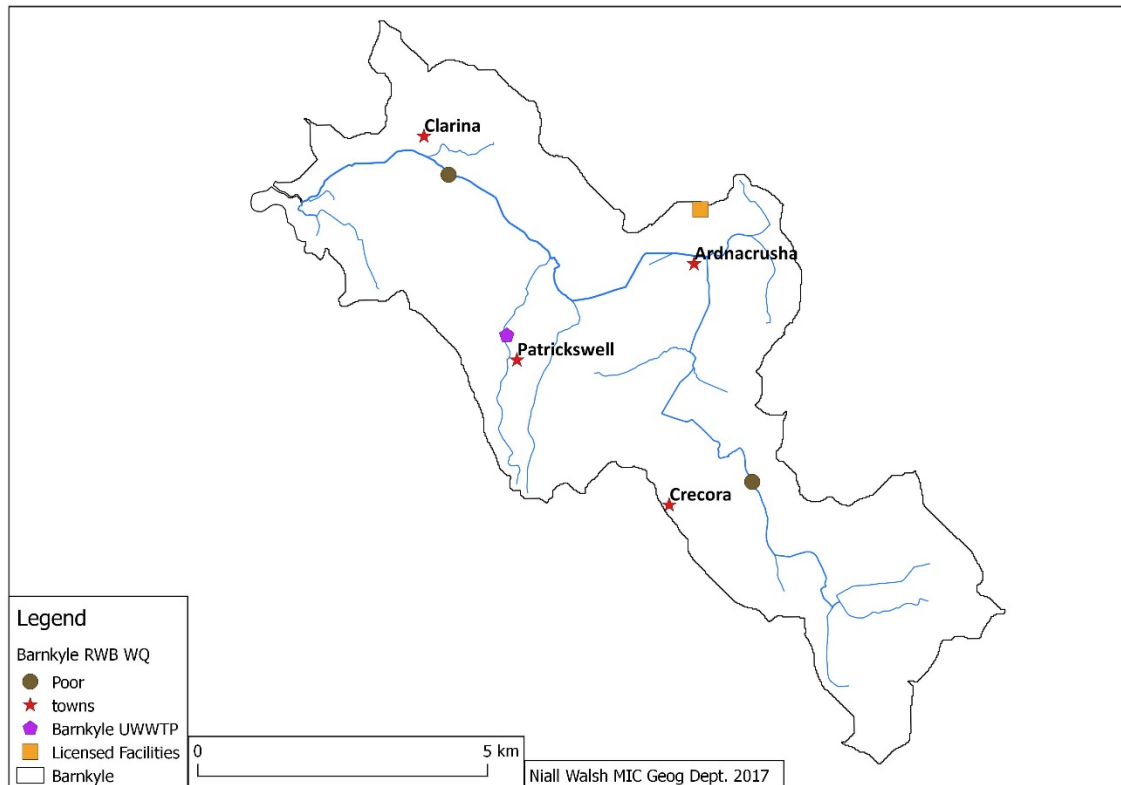 Clarina
Ardnacrusha
Patrickswell
Crecora
Legend
Barnkyle RWB WQ
Poor
towns
Barnkyle UWWTP
Licensed Facilities
Barnkyle
0 5 km
Niall Walsh MIC Geog Dept. 2017